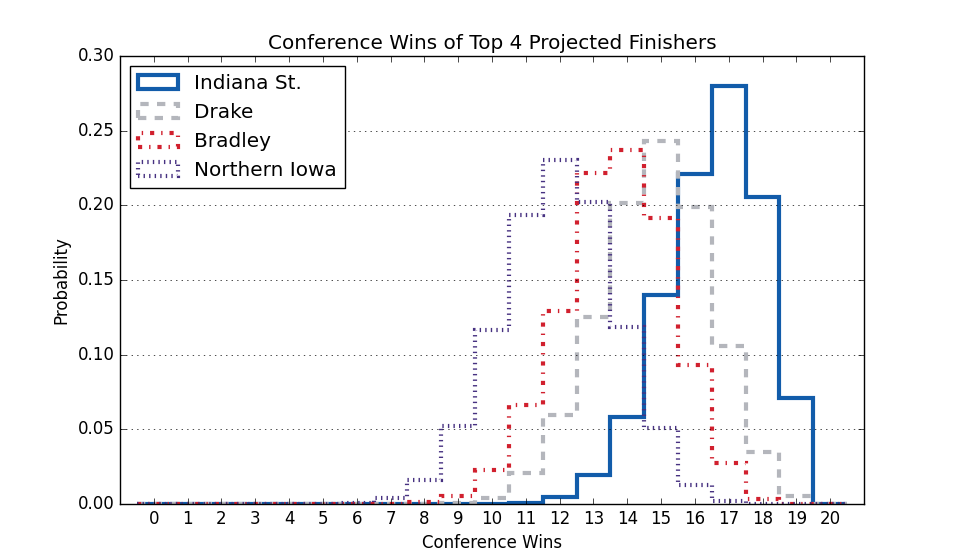 Conference Wins of Top 4 Projected Finishers
0.30
0.25
0.20
0.15
0.10
0.05
0.00
Probability
Indiana St.
Drake
Bradley
Northern Iowa
0 1 2 3 4 5 6 7 8 9 10 11 12 13 14 15 16 17 18 19 20
Conference Wins